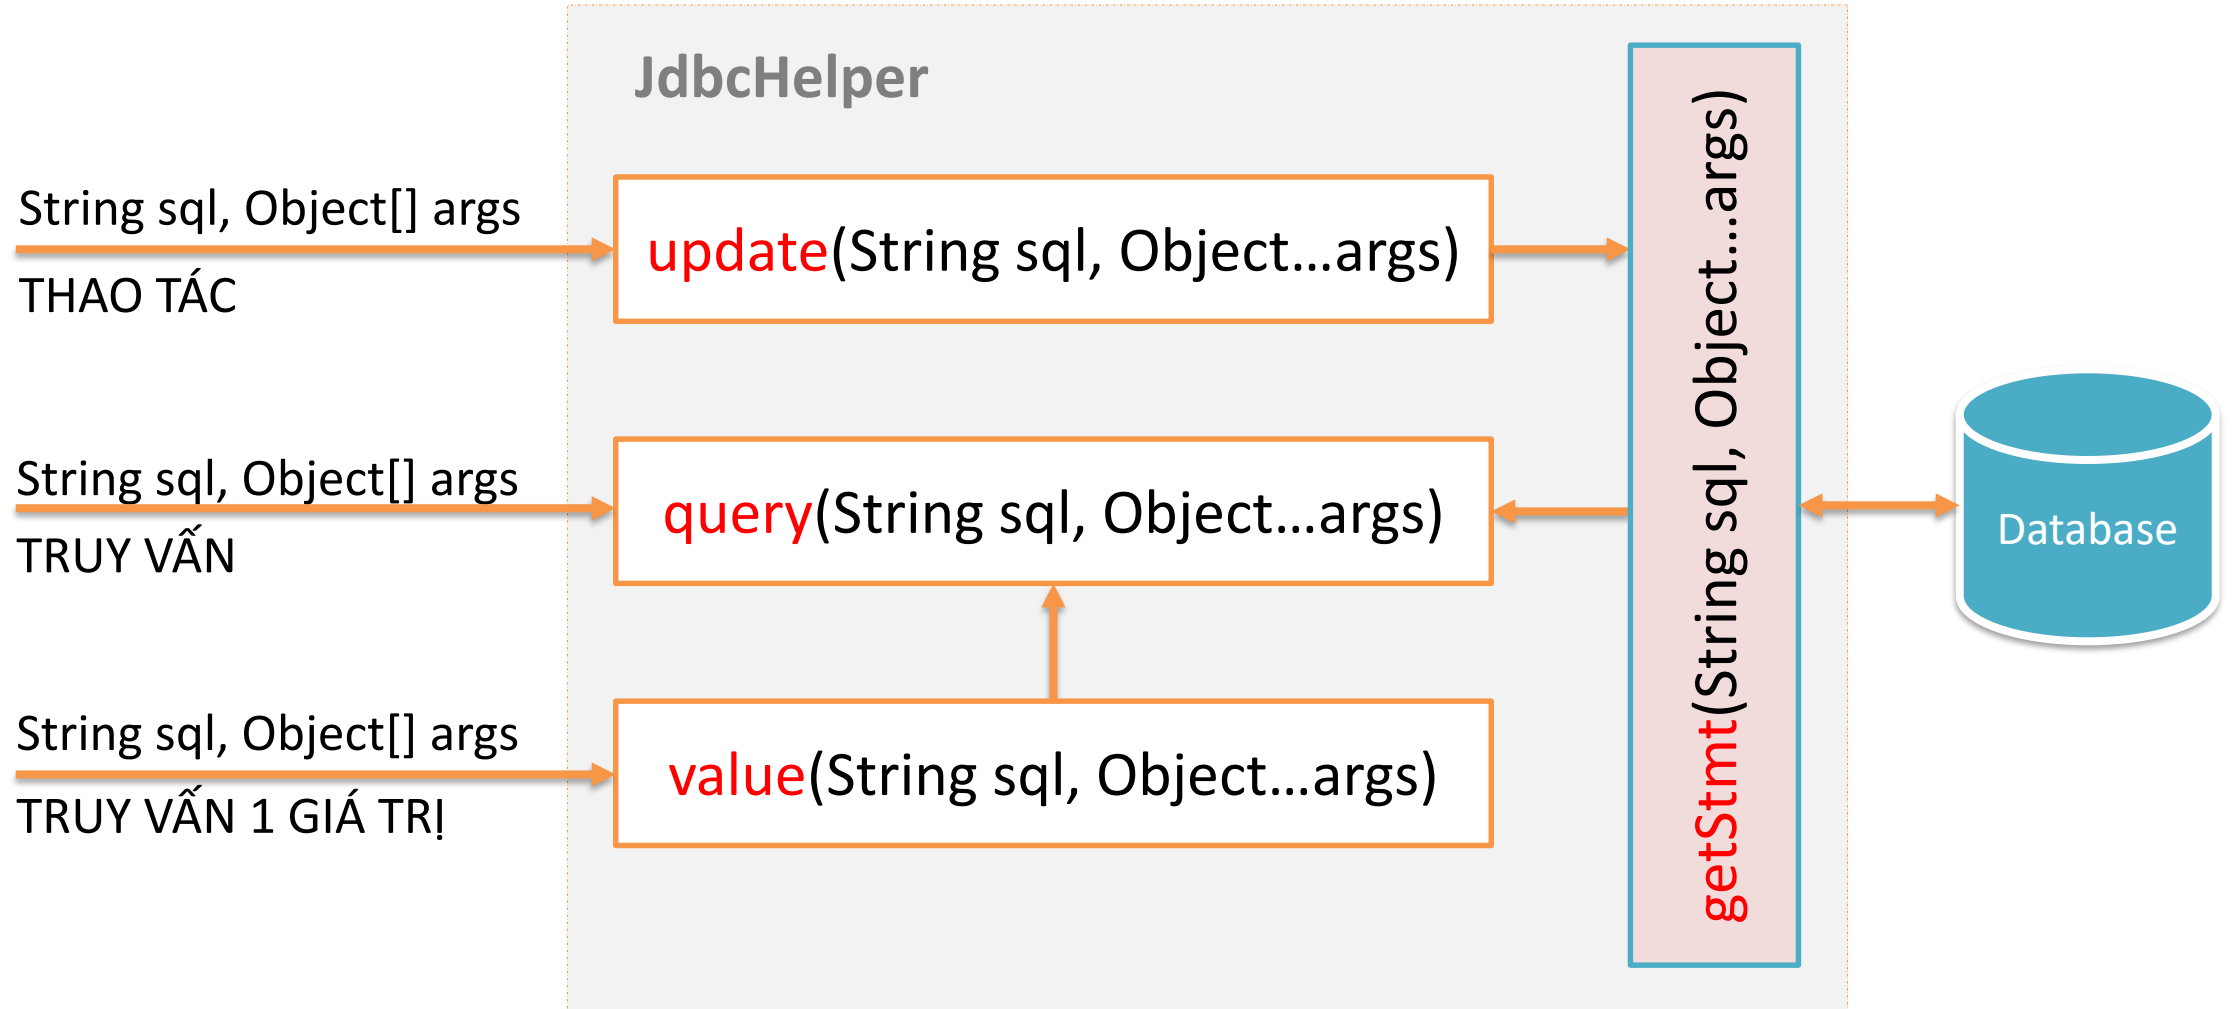 JdbcHelper
String sql, Object[] args
THAO TÁC
update(String sql, Object...args)
String sql, Object[] args
TRUY VẤN
query(String sql, Object...args)
String sql, Object[] args
TRUY VẤN 1 GIÁ TRỊ
value(String sql, Object...args)
getStmt(String sql, Object...args)
Database